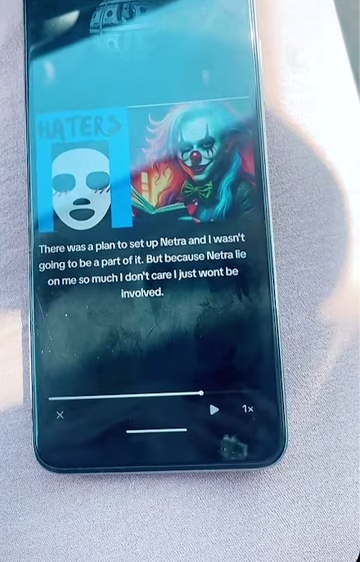 HATERS
There was a plan to set up Netra and I wasn't
going to be a part of it. But because Netra lie
on me so much I don't care I just wont be
involved.
1x